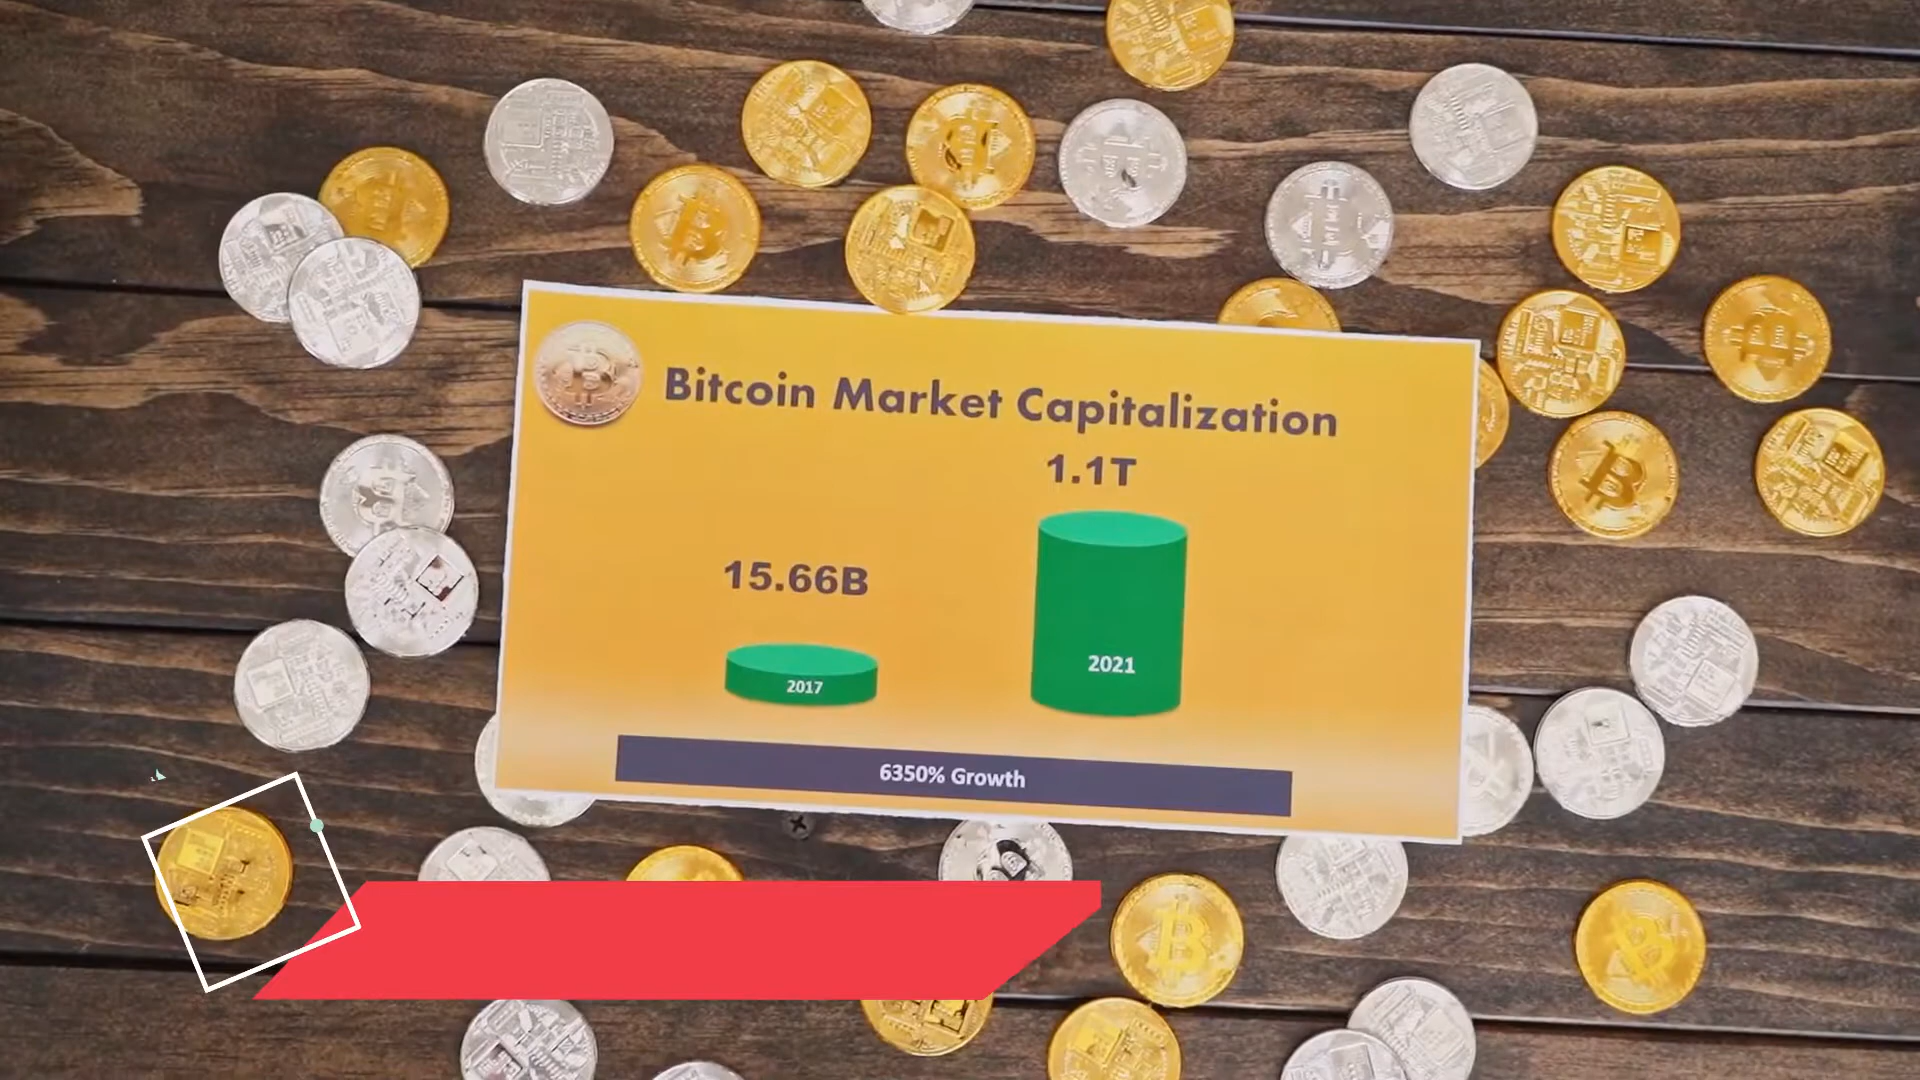 Bitcoin Market Capitalization
1.1T
15.66B
2017
2021
6350% Growth